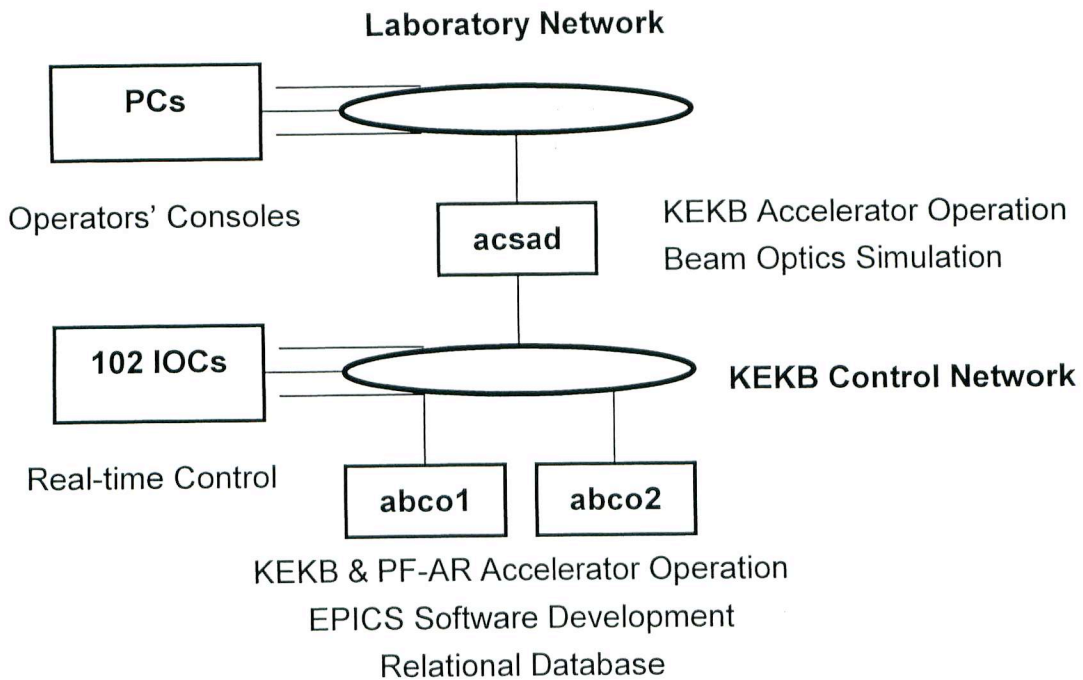 Laboratory Network
PCs
Operators' Consoles
acsad
KEKB Accelerator Operation
Beam Optics Simulation
102 IOCs
KEKB Control Network
Real-time Control
abco1
abco2
KEKB & PF-AR Accelerator Operation
EPICS Software Development
Relational Database